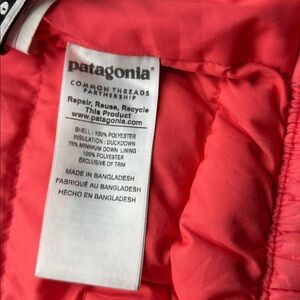 patagonia®
COMMON THREADS
PARTNERSHIP
Repair, Reuse, Recycle
This Product
www.patagonia.com
SHELL : 100% POLYESTER
INSULATION : DUCKDOWN
75% MINIMUM DOWN LINING
100% POLYESTER
EXCLUSIVE OF TRIM
MADE IN BANGLADESH
FABRIQUÉ AU BANGLADESH
HECHO EN BANGLADESH